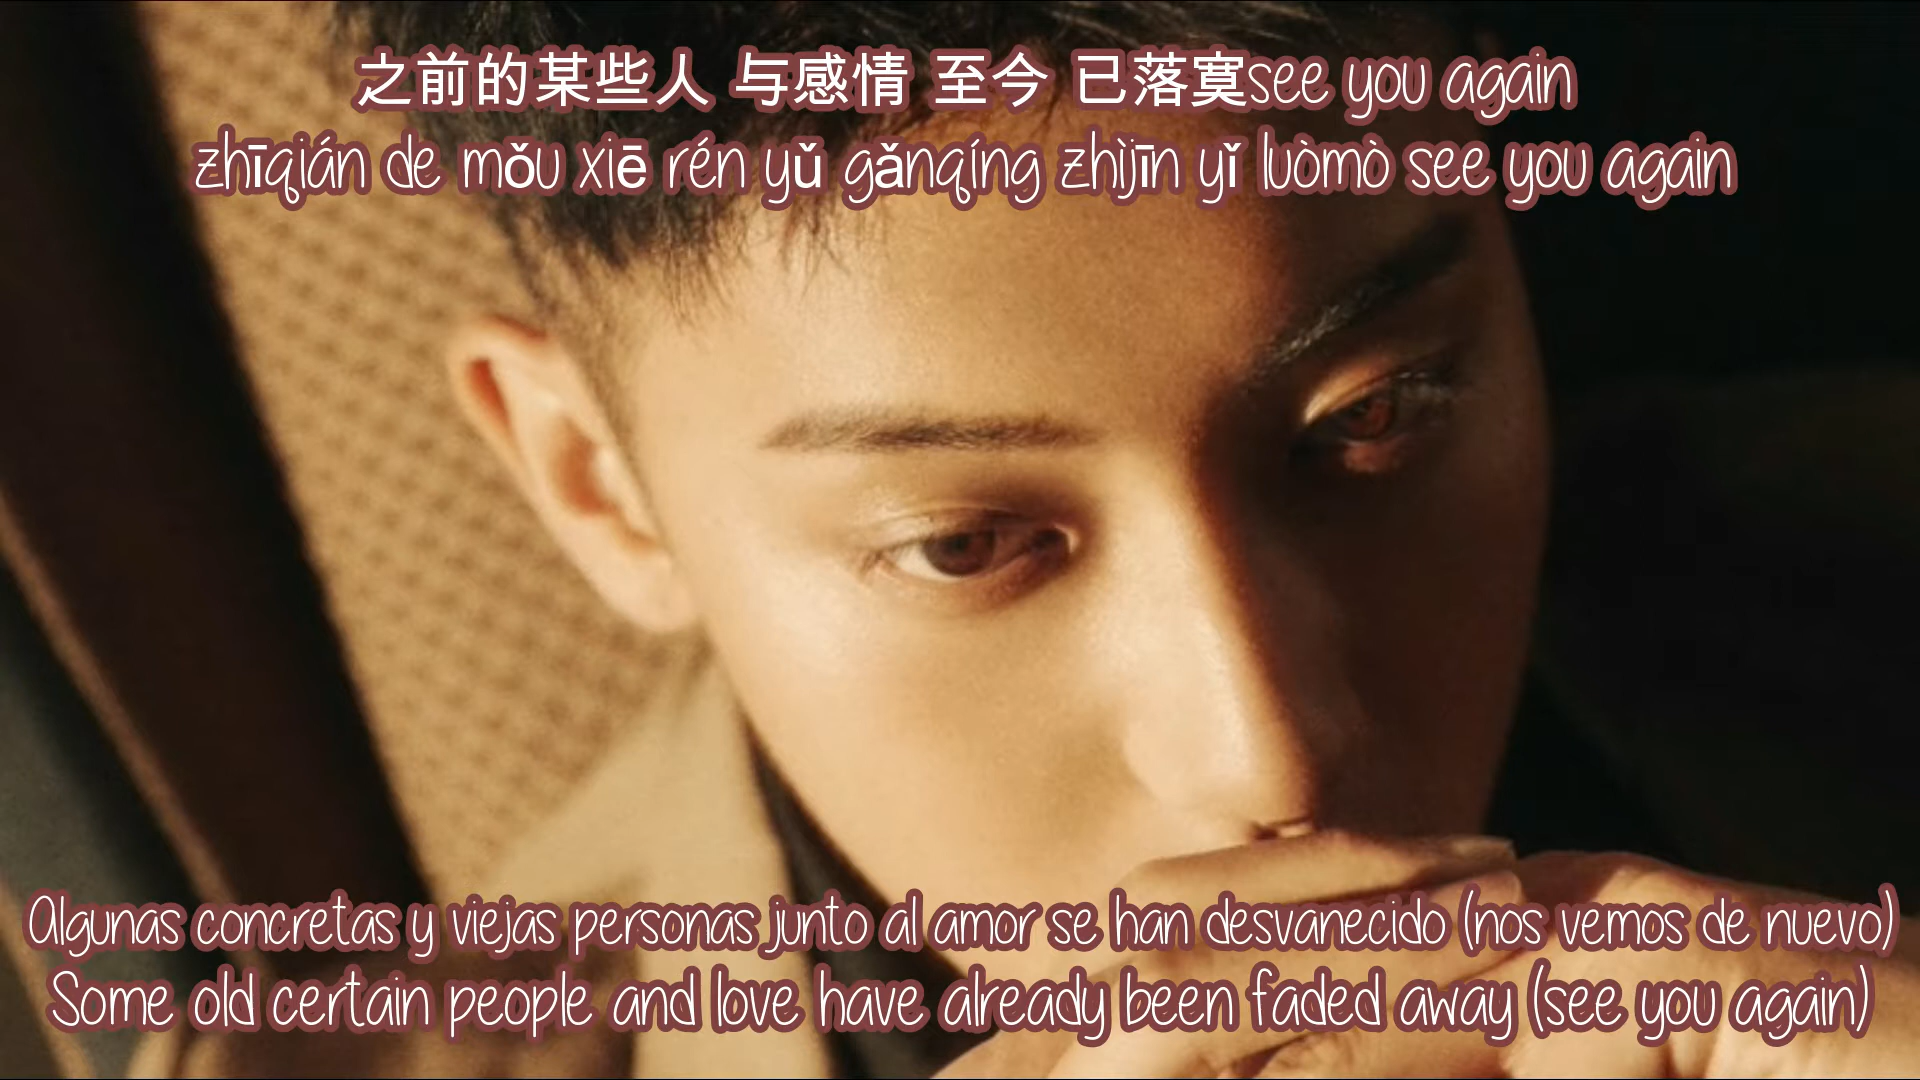 之前的某些人 与感情 至今 已落寞see you again
zhīqián de mǒu xiē rén yǔ gǎnqíng zhìjīn yǐ luòmò see you again
Algunas concretas y viejas personas junto al amor se han desvanecido (nos vemos de nuevo)
Some old certain people and love have already been faded away (see you again)